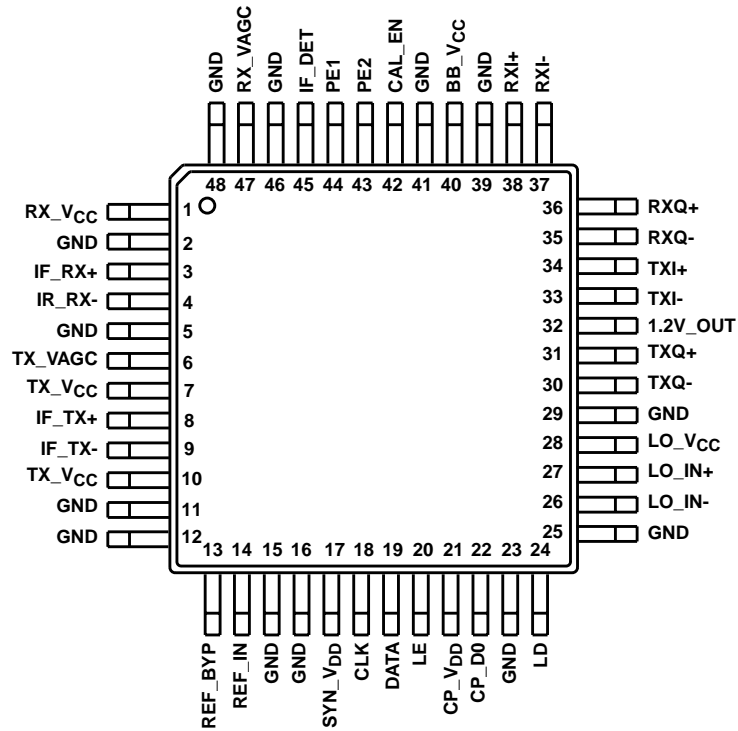 GND
RX_VAGC
GND
IF_DET
PE1
PE2
CAL_EN
GND
BB_VCC
GND
RXI+
RXI-
48 47 46 45 44 43 42 41 40 39 38 37
RX_VCC 1
GND 2
IF_RX+ 3
IR_RX- 4
GND 5
TX_VAGC 6
TX_VCC 7
IF_TX+ 8
IF_TX- 9
TX_VCC 10
GND 11
GND 12
36 RXQ+
35 RXQ-
34 TXI+
33 TXI-
32 1.2V_OUT
31 TXQ+
30 TXQ-
29 GND
28 LO_VCC
27 LO_IN+
26 LO_IN-
25 GND
13 14 15 16 17 18 19 20 21 22 23 24
REF_BYP
REF_IN
GND
GND
SYN_VDD
CLK
DATA
LE
CP_VDD
CP_D0
GND
LD